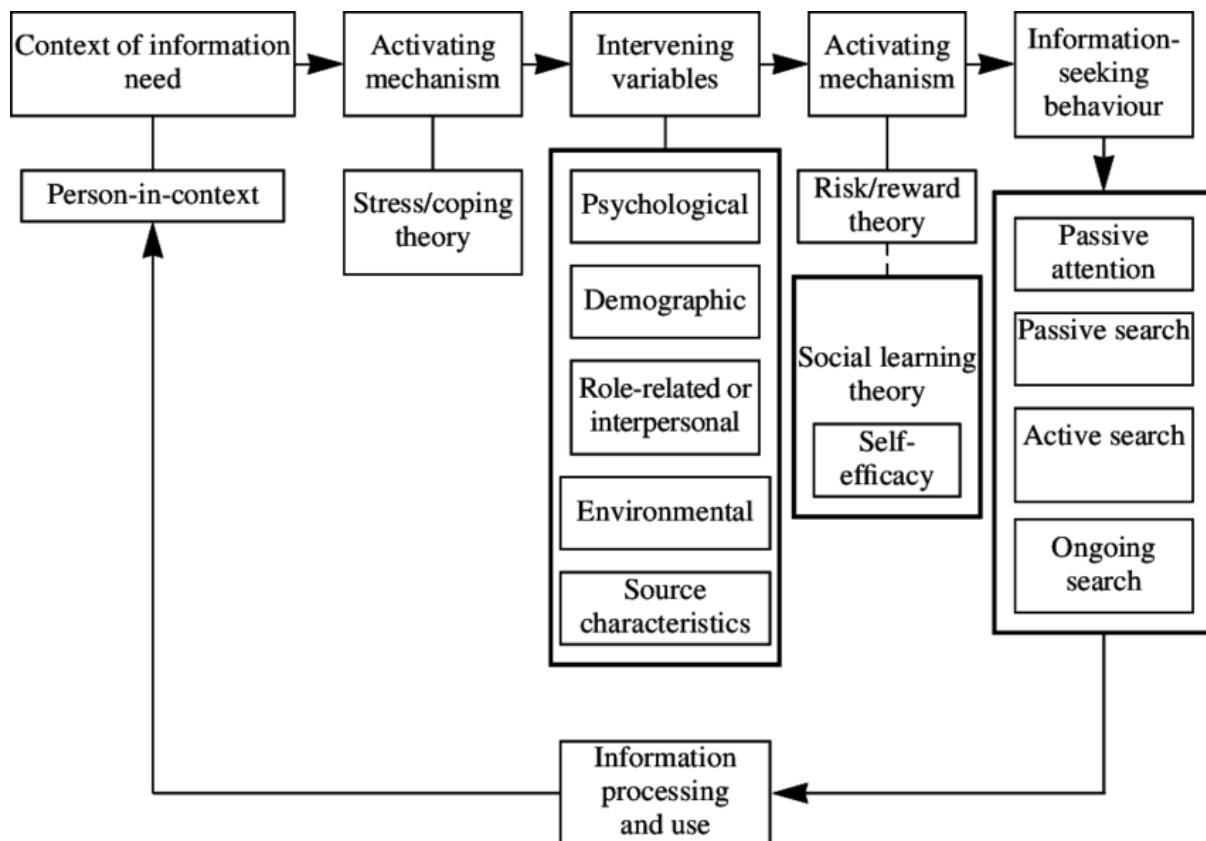 Context of information
need
Activating
mechanism
Intervening
variables
Activating
mechanism
Information-
seeking
behaviour
Person-in-context
Stress/coping
theory
Psychological
Demographic
Role-related or
interpersonal
Environmental
Source
characteristics
Risk/reward
theory
Social learning
theory
Self-
efficacy
Passive
attention
Passive search
Active search
Ongoing
search
Information
processing
and use